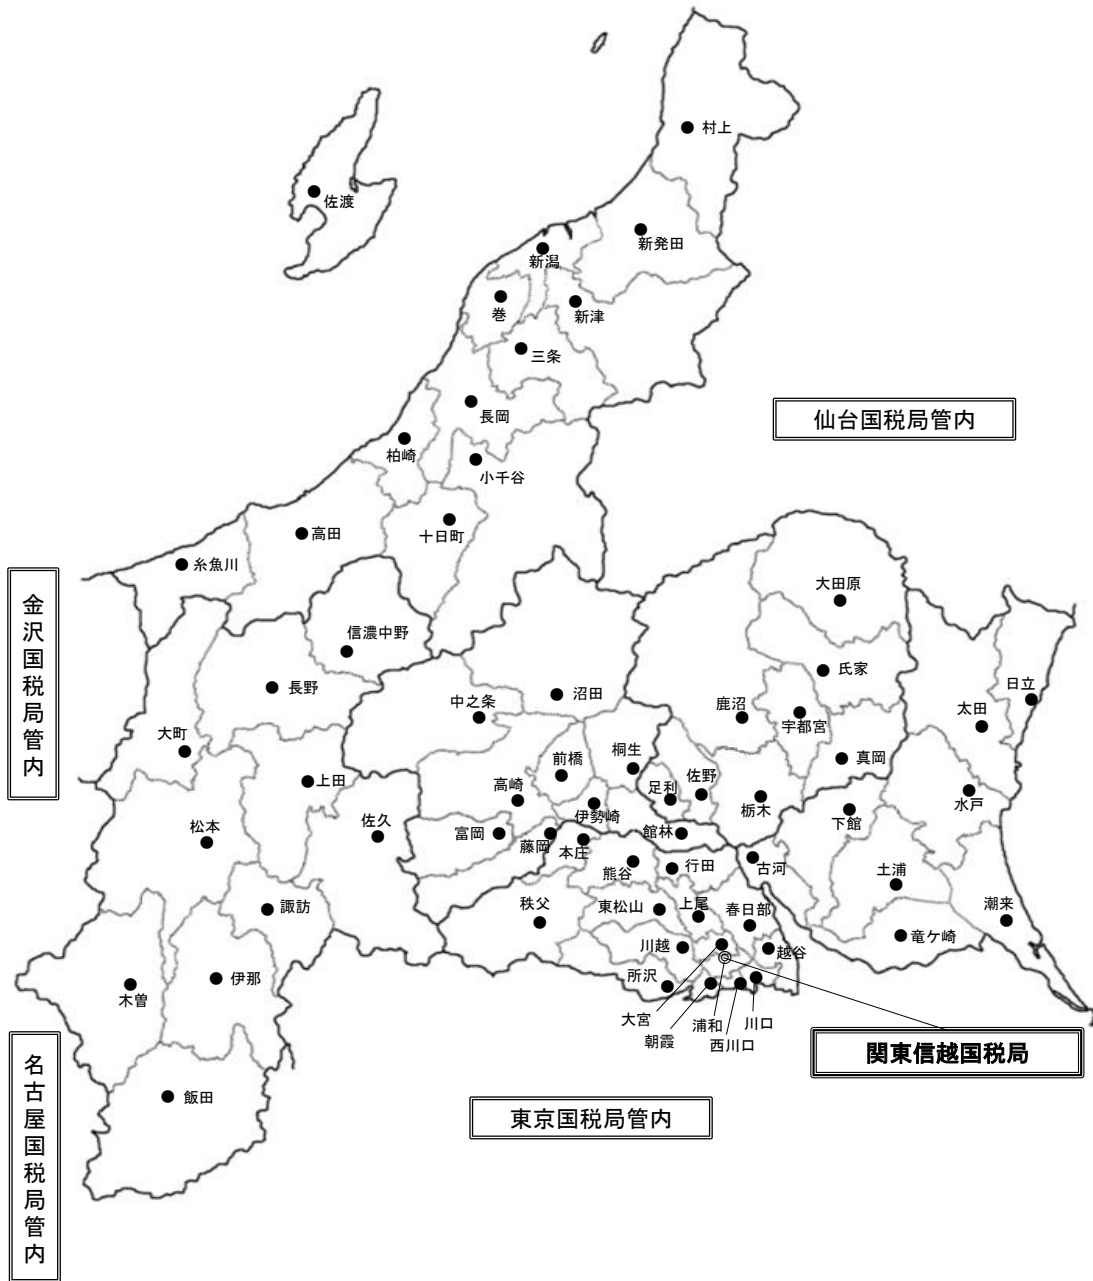 村上
佐渡
新発田
新潟
巻
新津
三条
長岡
仙台国税局管内
柏崎
小千谷
高田
十日町
糸魚川
金沢国税局管内
大田原
信濃中野
氏家
長野
日立
中之条
沼田
鹿沼
宇都宮
太田
大町
前橋
桐生
真岡
上田
高崎
足利
佐野
伊勢崎
栃木
水戸
松本
佐久
富岡
藤岡
本庄
館林
下館
熊谷
行田
古河
土浦
諏訪
秩父
東松山
上尾
春日部
潮来
川越
越谷
竜ケ崎
木曽
伊那
所沢
大宮
朝霞
浦和
西川口
川口
関東信越国税局
名古屋国税局管内
飯田
東京国税局管内